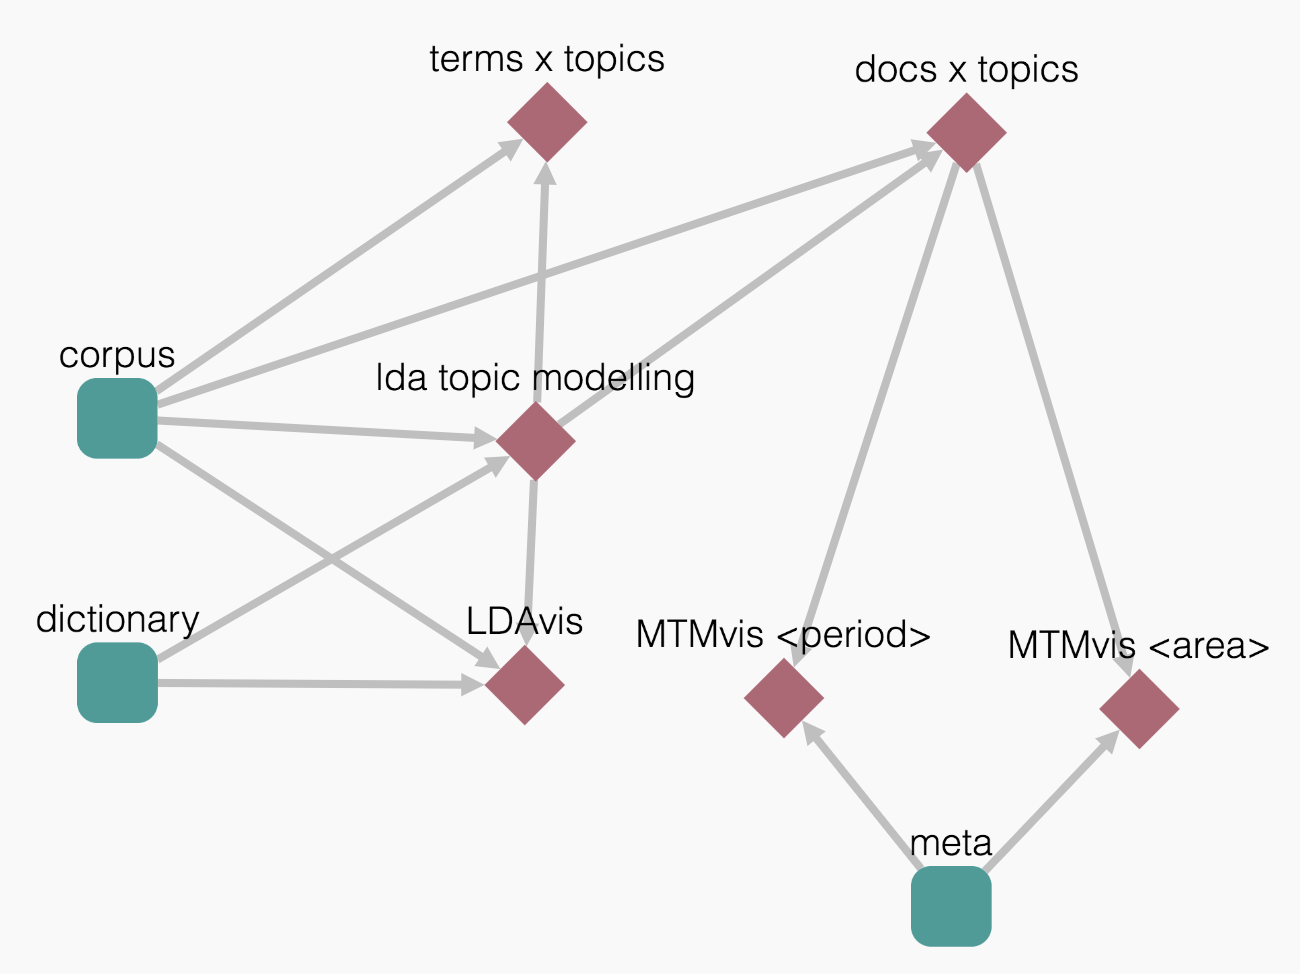 terms x topics
docs x topics
corpus
lda topic modelling
dictionary
LDAvis
MTMvis <period>
MTMvis <area>
meta